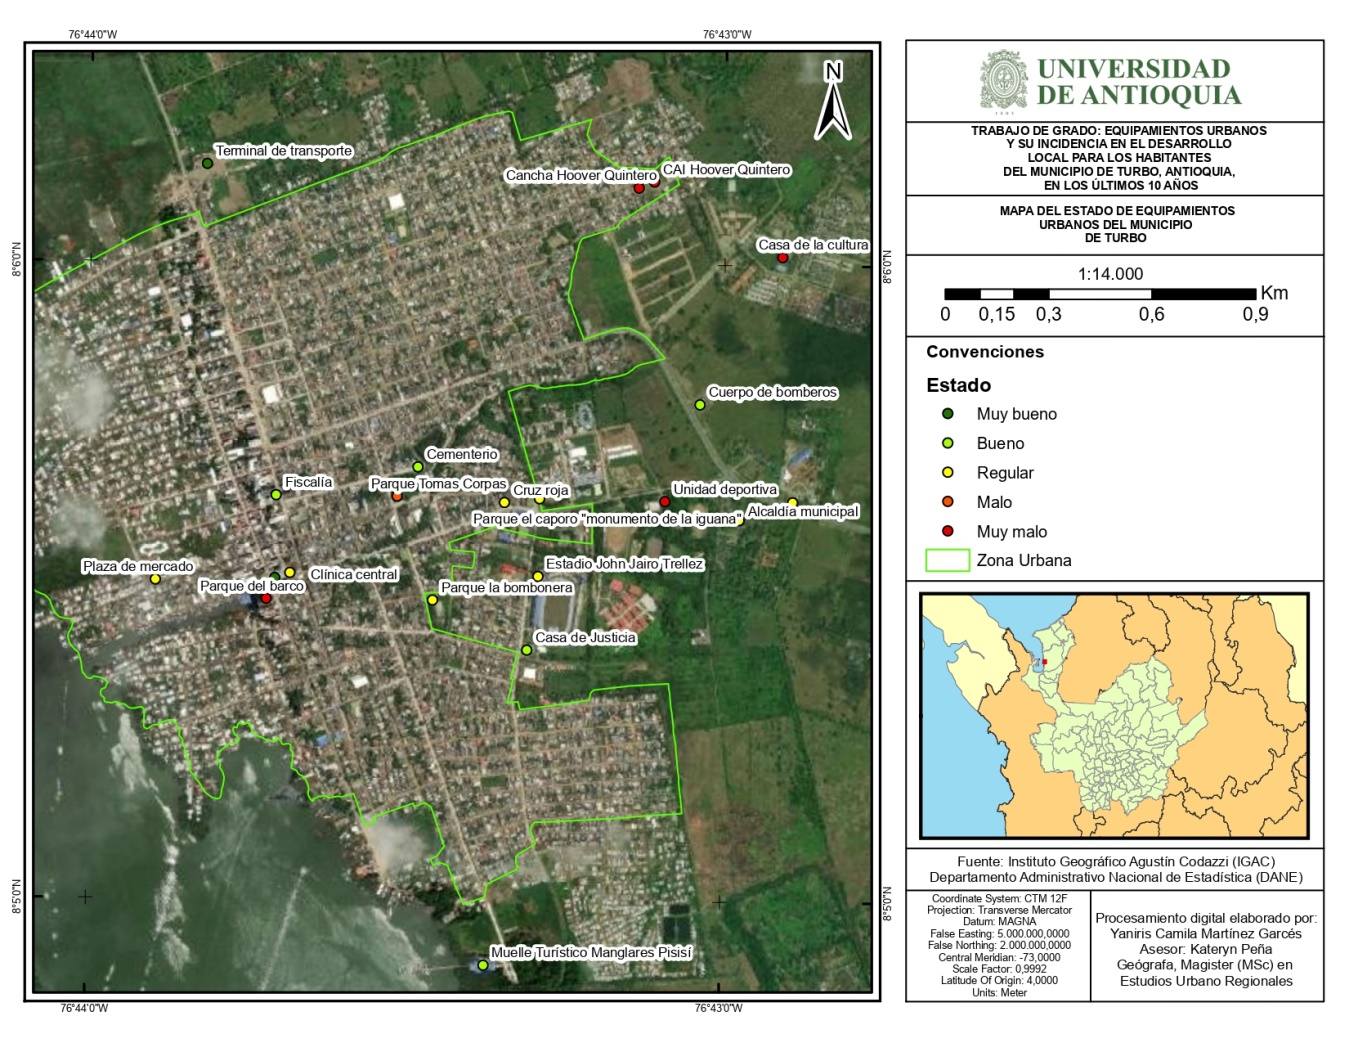 76°44'0"W
76°43'0"W
N
Terminal de transporte
Cancha Hoover Quintero
CAI Hoover Quintero
Casa de la cultura
8°6'0"N
8°6'0"N
Cuerpo de bomberos
Cementerio
Fiscalía
Parque Tomas Corpas
Cruz roja
Unidad deportiva
Parque el caporo "monumento de la iguana"
Alcaldía municipal
Plaza de mercado
Parque del barco
Clínica central
Estadio John Jairo Trellez
Parque la bombonera
Casa de Justicia
8°5'0"N
8°5'0"N
Muelle Turístico Manglares Pisisí
76°44'0"W
76°43'0"W
UNIVERSIDAD
DE ANTIOQUIA
1803
TRABAJO DE GRADO: EQUIPAMIENTOS URBANOS
Y SU INCIDENCIA EN EL DESARROLLO
LOCAL PARA LOS HABITANTES
DEL MUNICIPIO DE TURBO, ANTIOQUIA,
EN LOS ÚLTIMOS 10 AÑOS
MAPA DEL ESTADO DE EQUIPAMIENTOS
URBANOS DEL MUNICIPIO
DE TURBO
1:14.000
Km
0 0,15 0,3 0,6 0,9
Convenciones
Estado
Muy bueno
Bueno
Regular
Malo
Muy malo
Zona Urbana
Fuente: Instituto Geográfico Agustín Codazzi (IGAC)
Departamento Administrativo Nacional de Estadística (DANE)
Coordinate System: CTM 12F
Projection: Transverse Mercator
Datum: MAGNA
False Easting: 5.000.000,0000
False Northing: 2.000.000,0000
Central Meridian: -73,0000
Scale Factor: 0,9992
Latitude Of Origin: 4,0000
Units: Meter
Procesamiento digital elaborado por:
Yaniris Camila Martínez Garcés
Asesor: Kateryn Peña
Geógrafa, Magister (MSc) en
Estudios Urbano Regionales